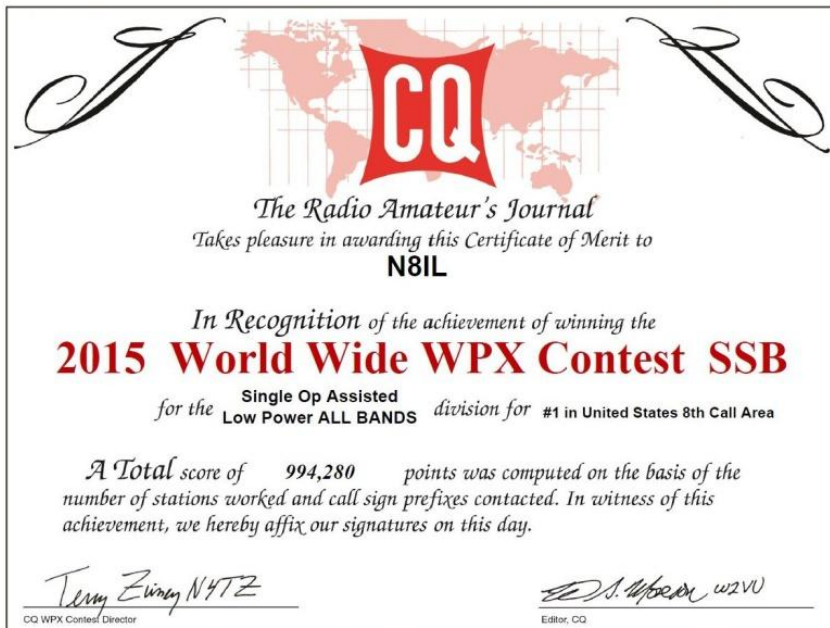 CQ
The Radio Amateur's Journal
Takes pleasure in awarding this Certificate of Merit to
N8IL
In Recognition of the achievement of winning the
2015 World Wide WPX Contest SSB
for the Single Op Assisted Low Power ALL BANDS division for #1 in United States 8th Call Area
A Total score of 994,280 points was computed on the basis of the
number of stations worked and call sign prefixes contacted. In witness of this
achievement, we hereby affix our signatures on this day.
Terry Zivney N4TZ
W2VU
CQ WPX Contest Director
Editor, CQ